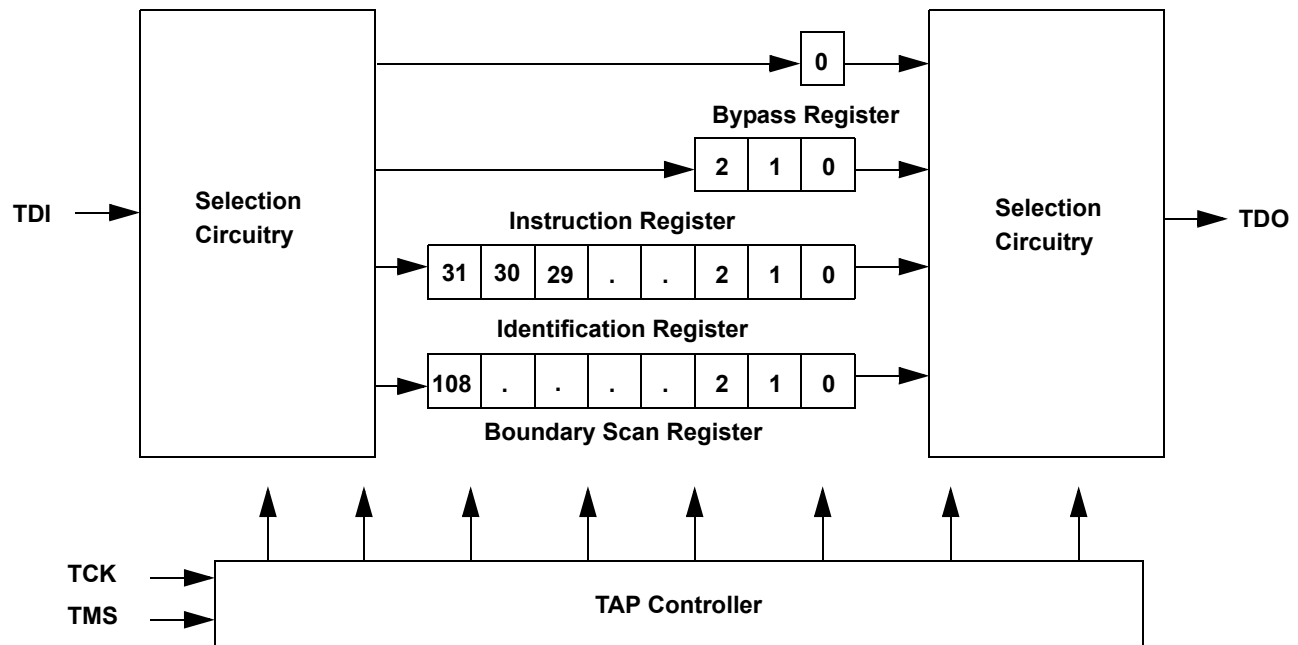 0
Bypass Register
2 1 0
TDI
Selection
Circuitry
Instruction Register
Selection
Circuitry
TDO
31 30 29 . . 2 1 0
Identification Register
108 . . . . 2 1 0
Boundary Scan Register
TCK
TMS
TAP Controller